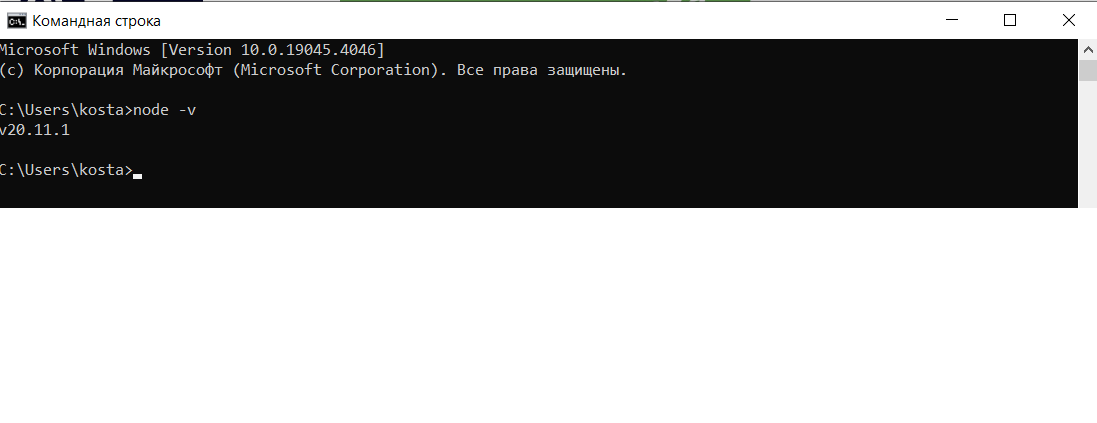 Командная строка
Microsoft Windows [Version 10.0.19045.4046]
(c) Корпорация Майкрософт (Microsoft Corporation). Все права защищены.
C:\Users\kosta>node -v
v20.11.1
C:\Users\kosta>